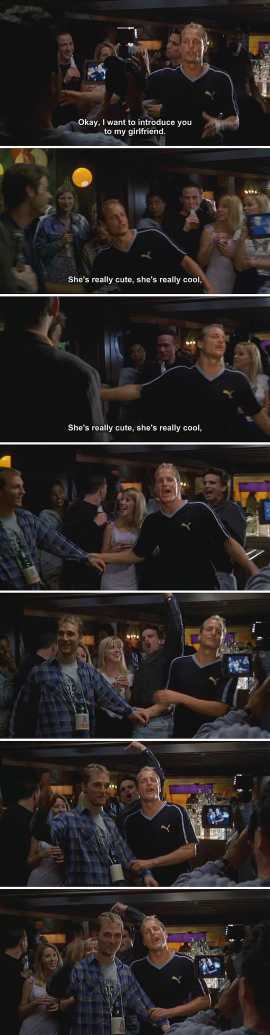 Okay, I want to introduce you
to my girlfriend.
She's really cute, she's really cool,
She's really cute, she's really cool,